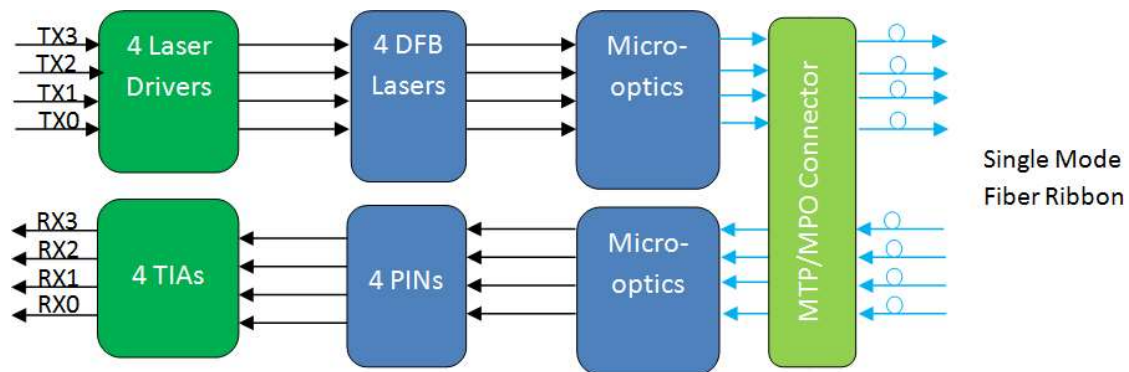 TX3
TX2
TX1
TX0
4 Laser
Drivers
4 DFB
Lasers
Micro-
optics
MTP/MPO Connector
Single Mode
Fiber Ribbon
RX3
RX2
RX1
RX0
4 TIAs
4 PINs
Micro-
optics